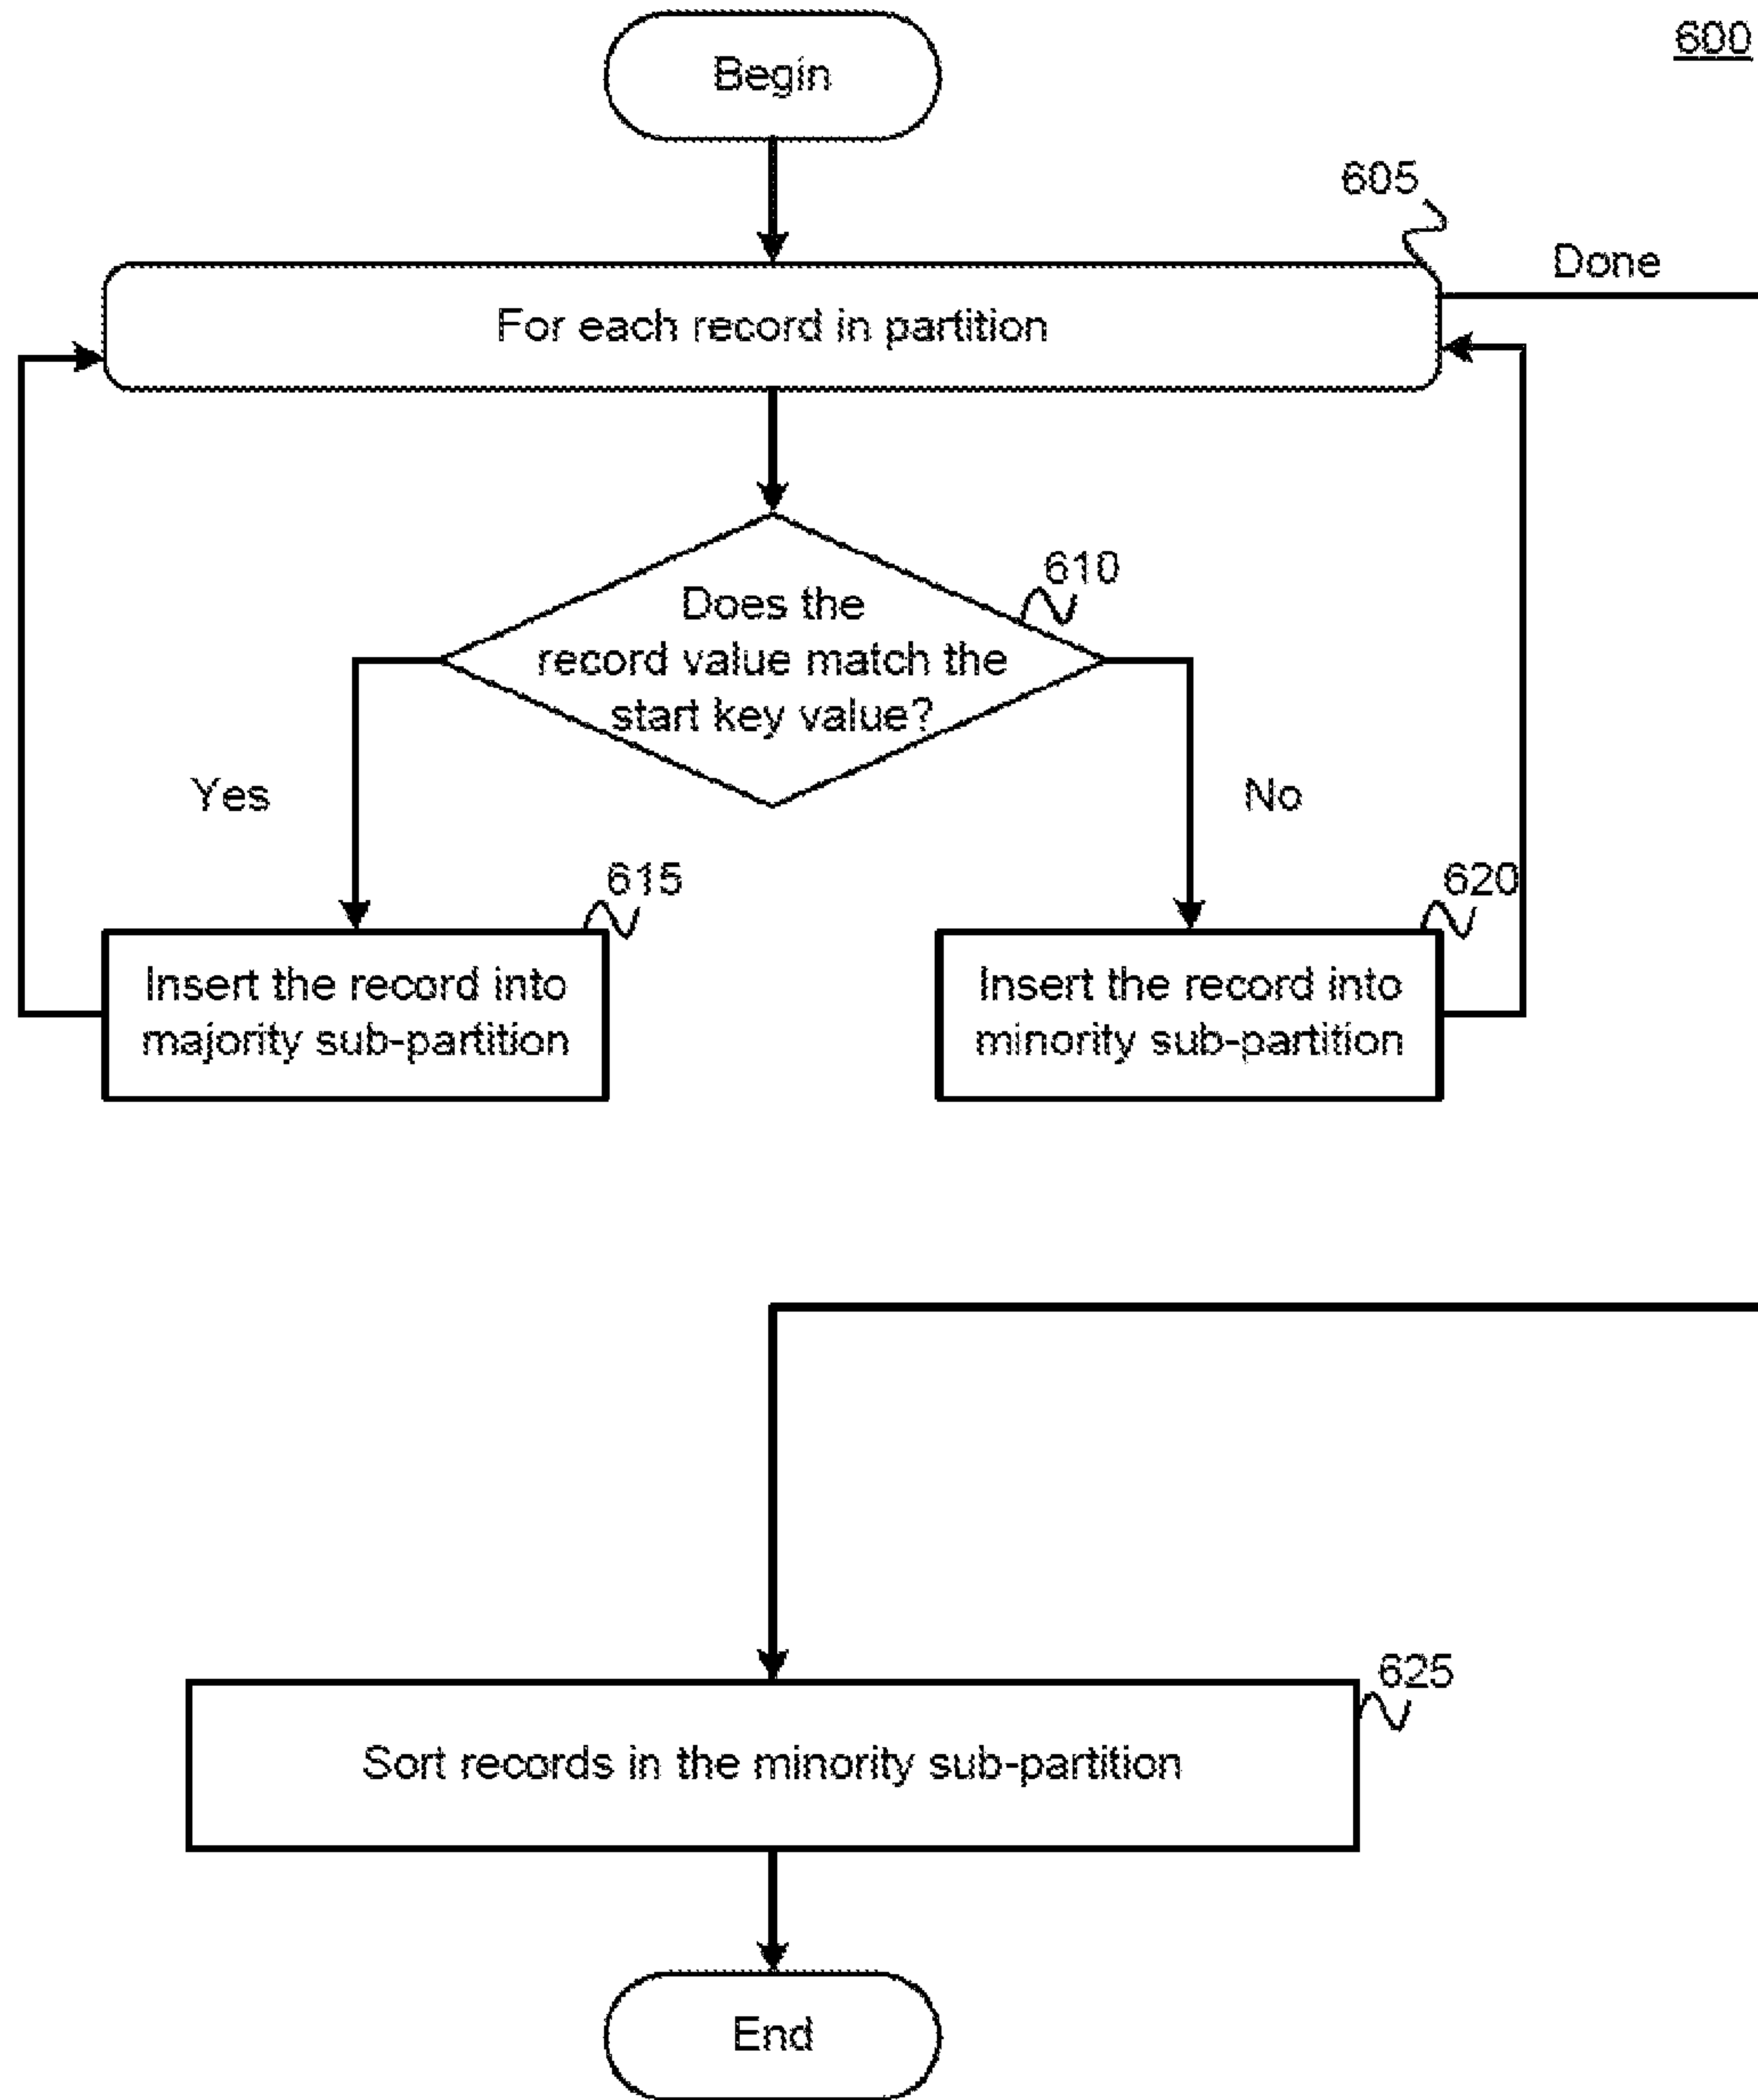 600
Begin
605
Done
For each record in partition
610
Does the
record value match the
start key value?
Yes
No
615
620
Insert the record into
majority sub-partition
Insert the record into
minority sub-partition
625
Sort records in the minority sub-partition
End